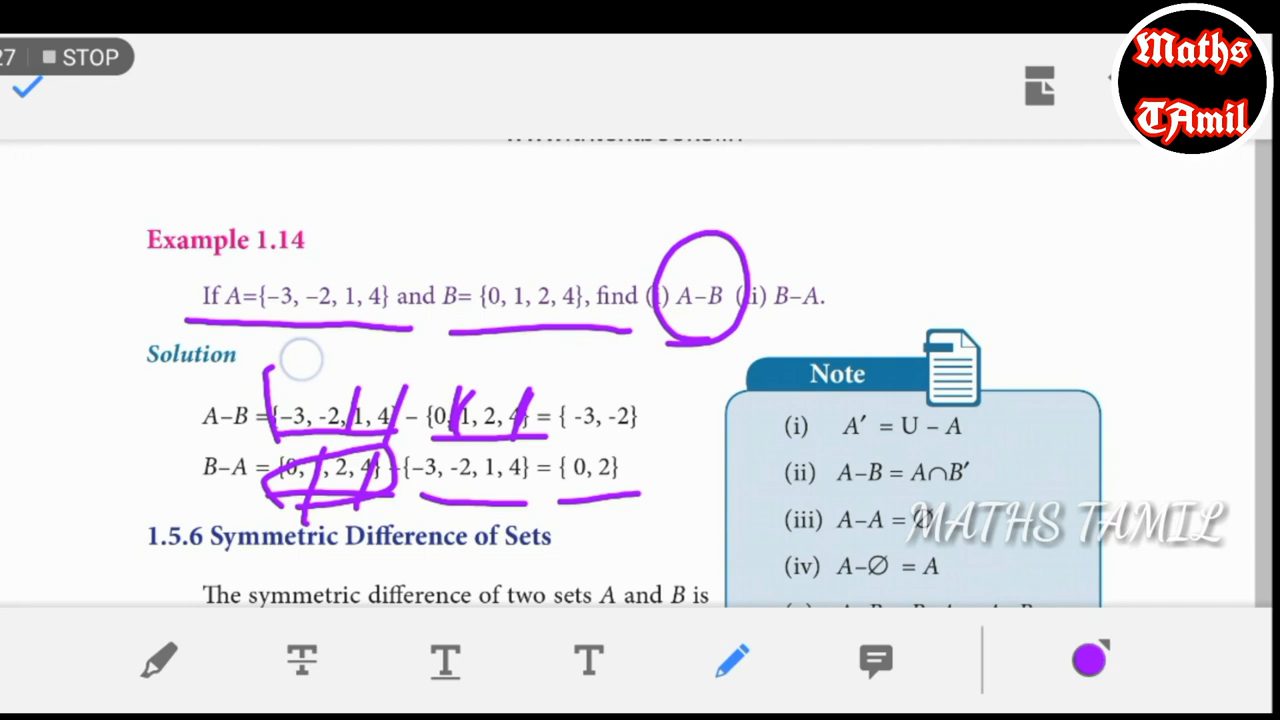 27 STOP
Maths
TAmil
Example 1.14
If A={–3, –2, 1, 4} and B= {0, 1, 2, 4}, find (i) A–B (ii) B–A.
Solution
A–B ={–3, -2, 1, 4} – {0, 1, 2, 4} = { -3, -2}
B–A = {0, 1, 2, 4} – {–3, -2, 1, 4} = { 0, 2}
1.5.6 Symmetric Difference of Sets
The symmetric difference of two sets A and B is
Note
(i) A′ = U – A
(ii) A–B = A∩B′
(iii) A–A = ∅
(iv) A–∅ = A
MATHS TAMIL